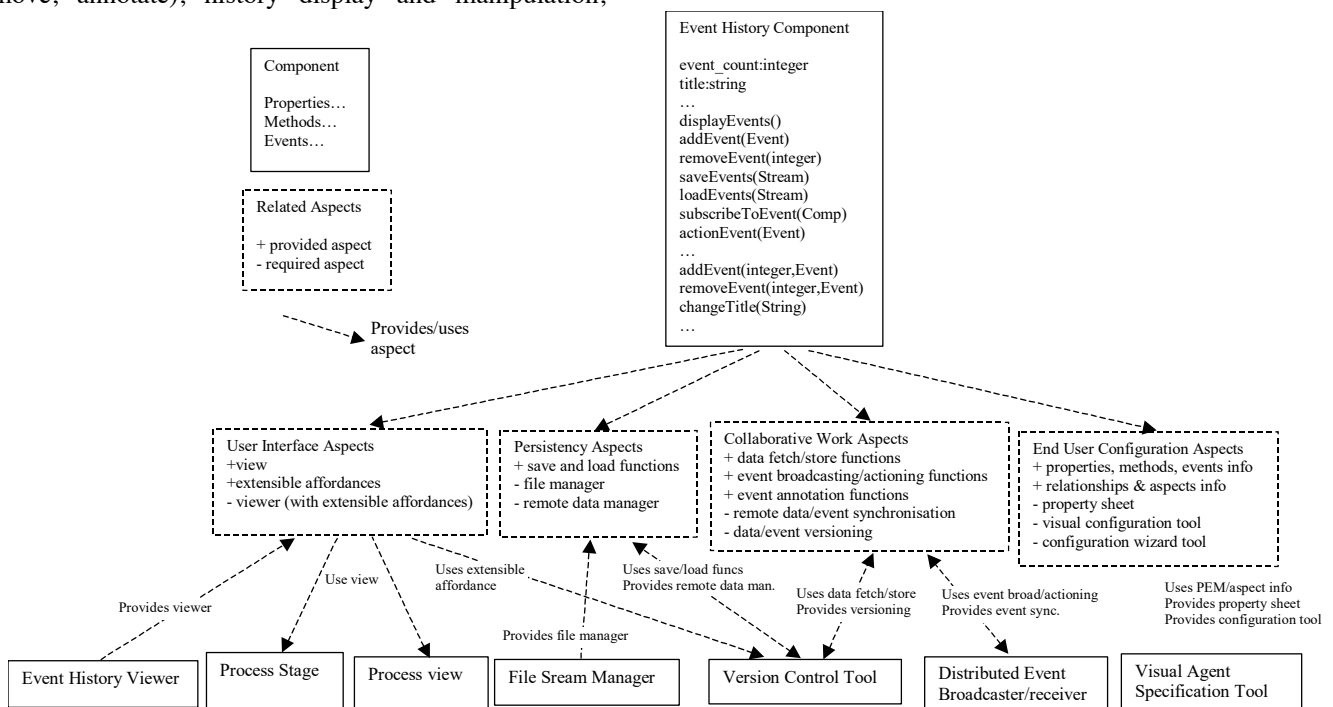 move, annotate), history display and manipulation,
Component
Properties…
Methods…
Events…
Related Aspects
+ provided aspect
- required aspect
Provides/uses
aspect
Event History Component
event_count:integer
title:string
…
displayEvents()
addEvent(Event)
removeEvent(integer)
saveEvents(Stream)
loadEvents(Stream)
subscribeToEvent(Comp)
actionEvent(Event)
…
addEvent(integer,Event)
removeEvent(integer,Event)
changeTitle(String)
…
User Interface Aspects
+view
+extensible affordances
- viewer (with extensible affordances)
Persistency Aspects
+ save and load functions
- file manager
- remote data manager
Collaborative Work Aspects
+ data fetch/store functions
+ event broadcasting/actioning functions
+ event annotation functions
- remote data/event synchronisation
- data/event versioning
End User Configuration Aspects
+ properties, methods, events info
+ relationships & aspects info
- property sheet
- visual configuration tool
- configuration wizard tool
Provides viewer
Use view
Uses extensible
affordance
Provides file manager
Uses save/load funcs
Provides remote data man.
Uses data fetch/store
Provides versioning
Uses event broad/actioning
Provides event sync.
Uses PEM/aspect info
Provides property sheet
Provides configuration tool
Event History Viewer
Process Stage
Process view
File Sream Manager
Version Control Tool
Distributed Event
Broadcaster/receiver
Visual Agent
Specification Tool